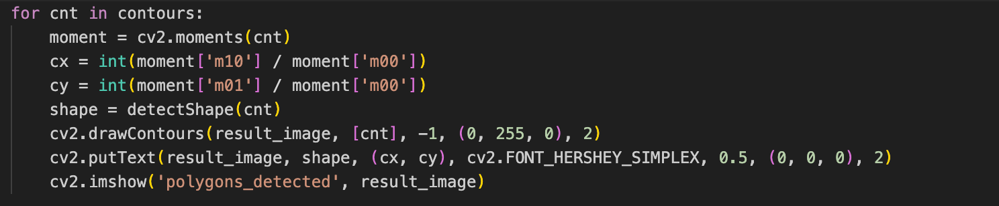 for cnt in contours:
    moment = cv2.moments(cnt)
    cx = int(moment['m10'] / moment['m00'])
    cy = int(moment['m01'] / moment['m00'])
    shape = detectShape(cnt)
    cv2.drawContours(result_image, [cnt], -1, (0, 255, 0), 2)
    cv2.putText(result_image, shape, (cx, cy), cv2.FONT_HERSHEY_SIMPLEX, 0.5, (0, 0, 0), 2)
    cv2.imshow('polygons_detected', result_image)